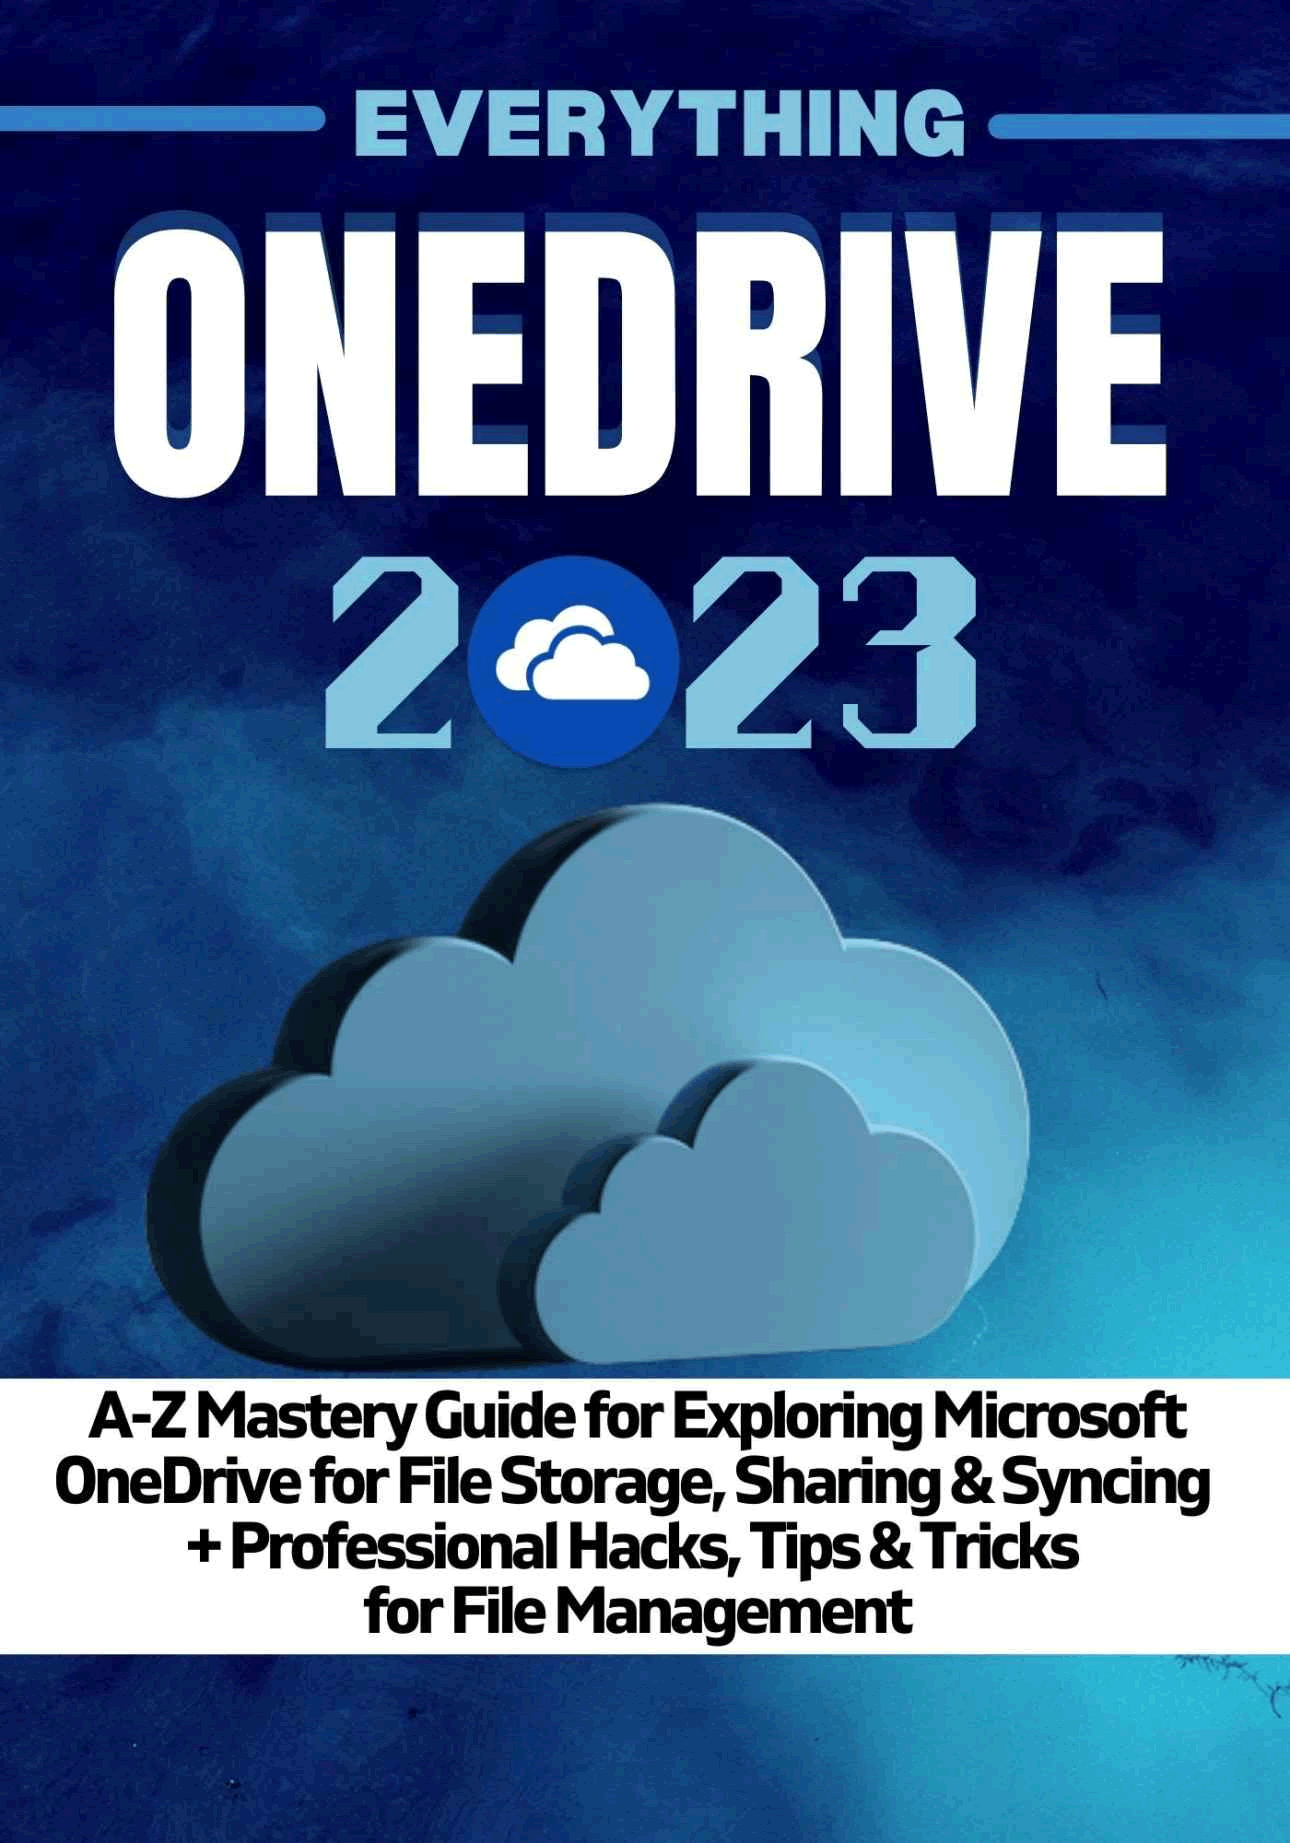 EVERYTHING
ONEDRIVE
2023
A-Z Mastery Guide for Exploring Microsoft
OneDrive for File Storage, Sharing & Syncing
+ Professional Hacks, Tips & Tricks
for File Management